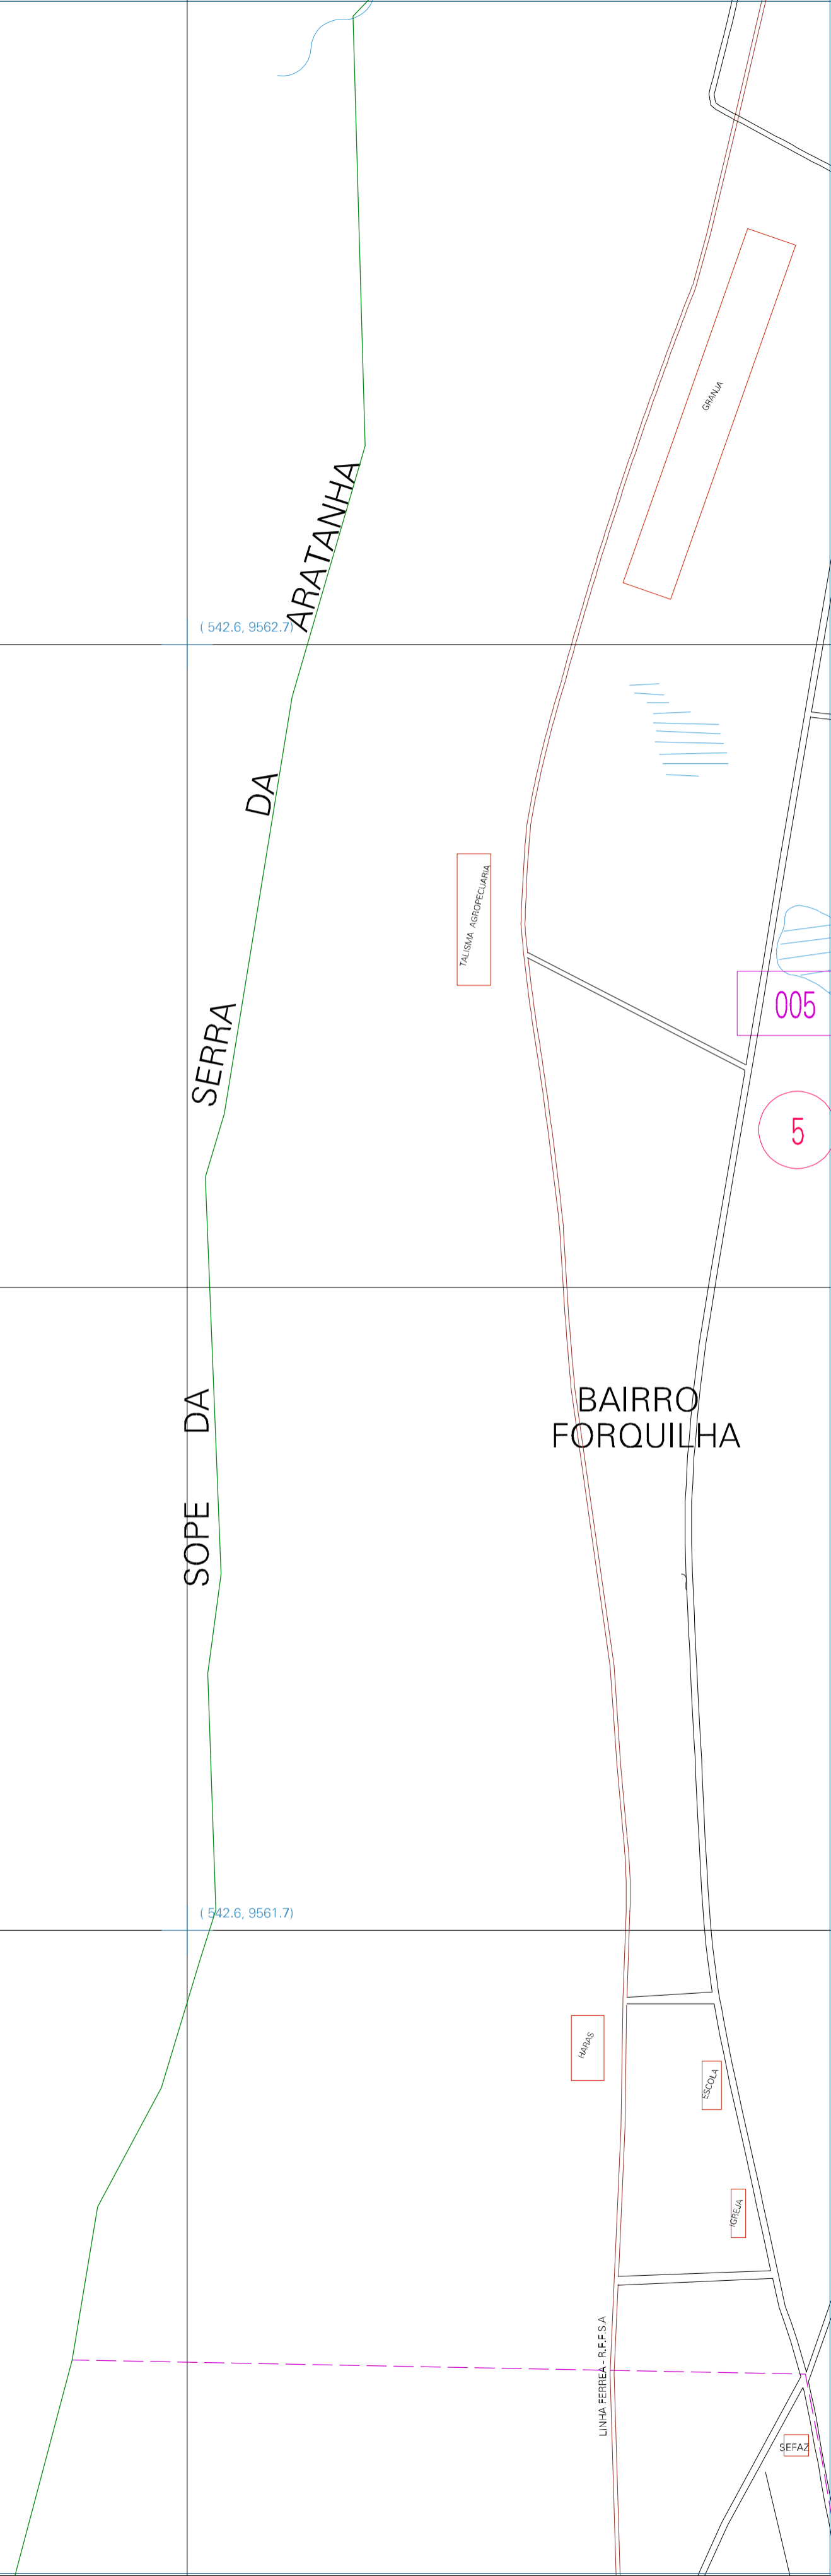 GRANJA
ARATANHA
( 542.6, 9562.7)
DA
TALISMA AGROPECUARIA
005
SERRA
5
BAIRRO
FORQUILHA
DA
SOPE
( 542.6, 9561.7)
HARAS
ESCOLA
IGREJA
LINHA FERREA - R.F.F.S.A
SEFAZ